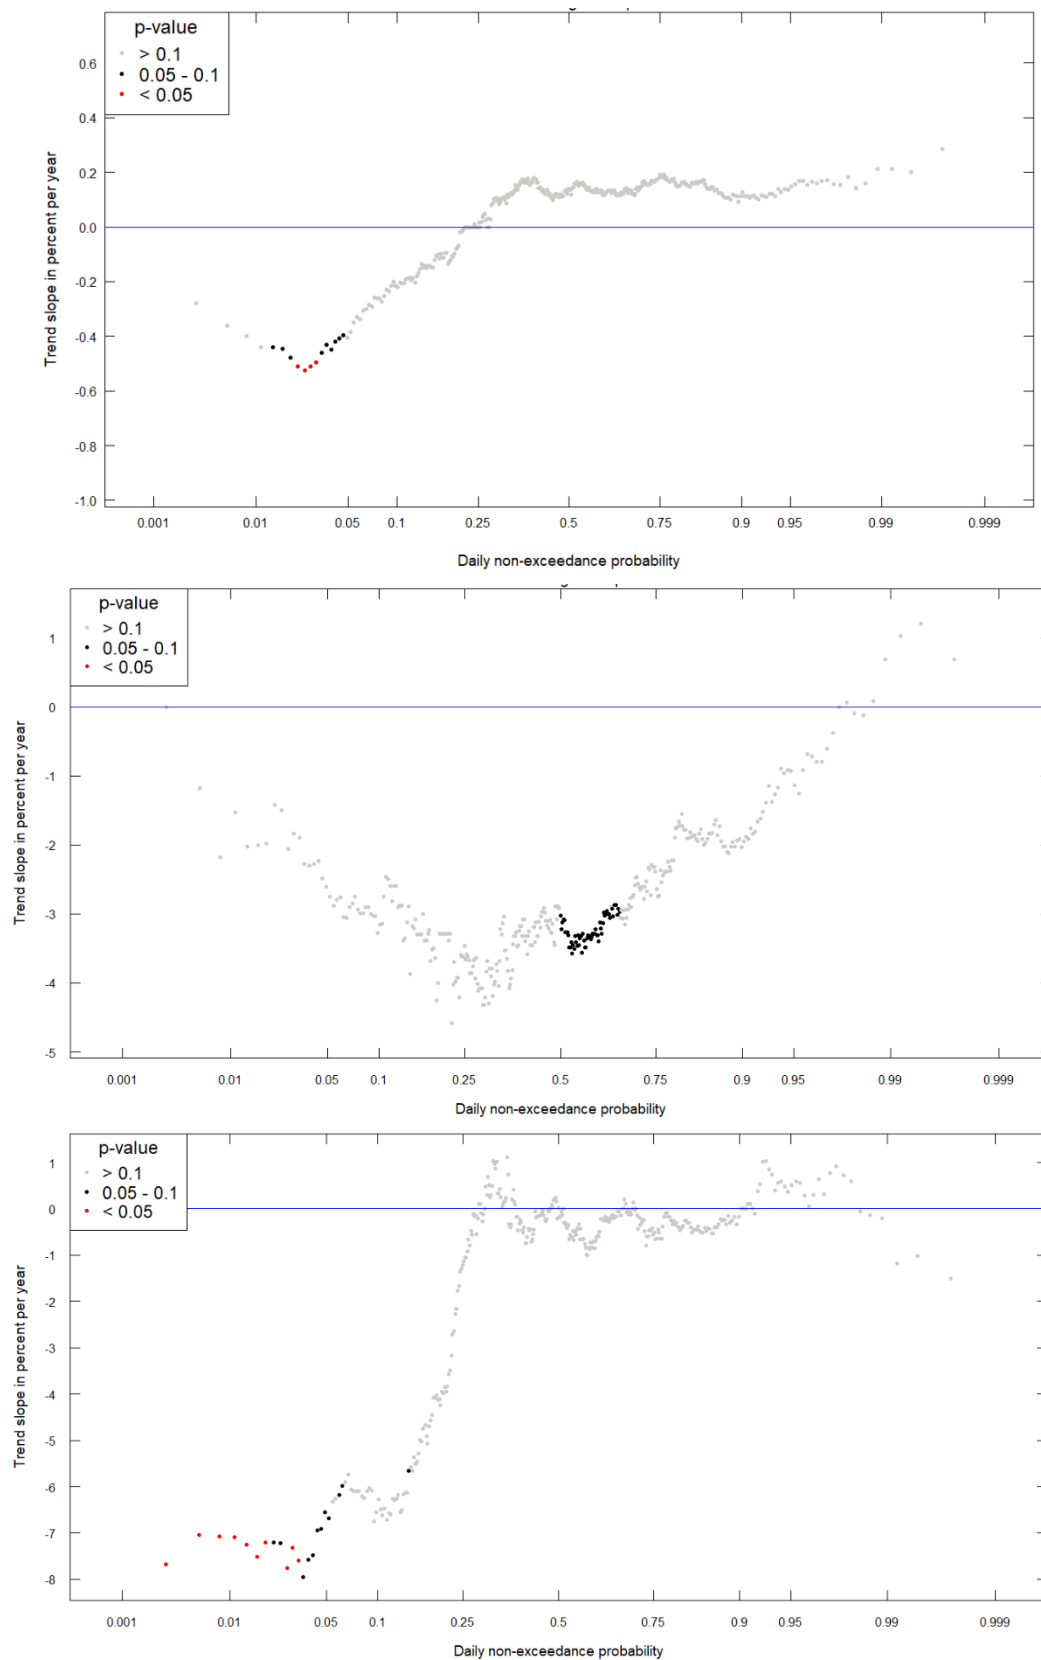 p-value
> 0.1
0.05 - 0.1
< 0.05
Trend slope in percent per year
0.6
0.4
0.2
0.0
-0.2
-0.4
-0.6
-0.8
-1.0
0.001 0.01 0.05 0.1 0.25 0.5 0.75 0.9 0.95 0.99 0.999
Daily non-exceedance probability
p-value
> 0.1
0.05 - 0.1
< 0.05
Trend slope in percent per year
1
0
-1
-2
-3
-4
-5
0.001 0.01 0.05 0.1 0.25 0.5 0.75 0.9 0.95 0.99 0.999
Daily non-exceedance probability
p-value
> 0.1
0.05 - 0.1
< 0.05
Trend slope in percent per year
1
0
-1
-2
-3
-4
-5
-6
-7
-8
0.001 0.01 0.05 0.1 0.25 0.5 0.75 0.9 0.95 0.99 0.999
Daily non-exceedance probability